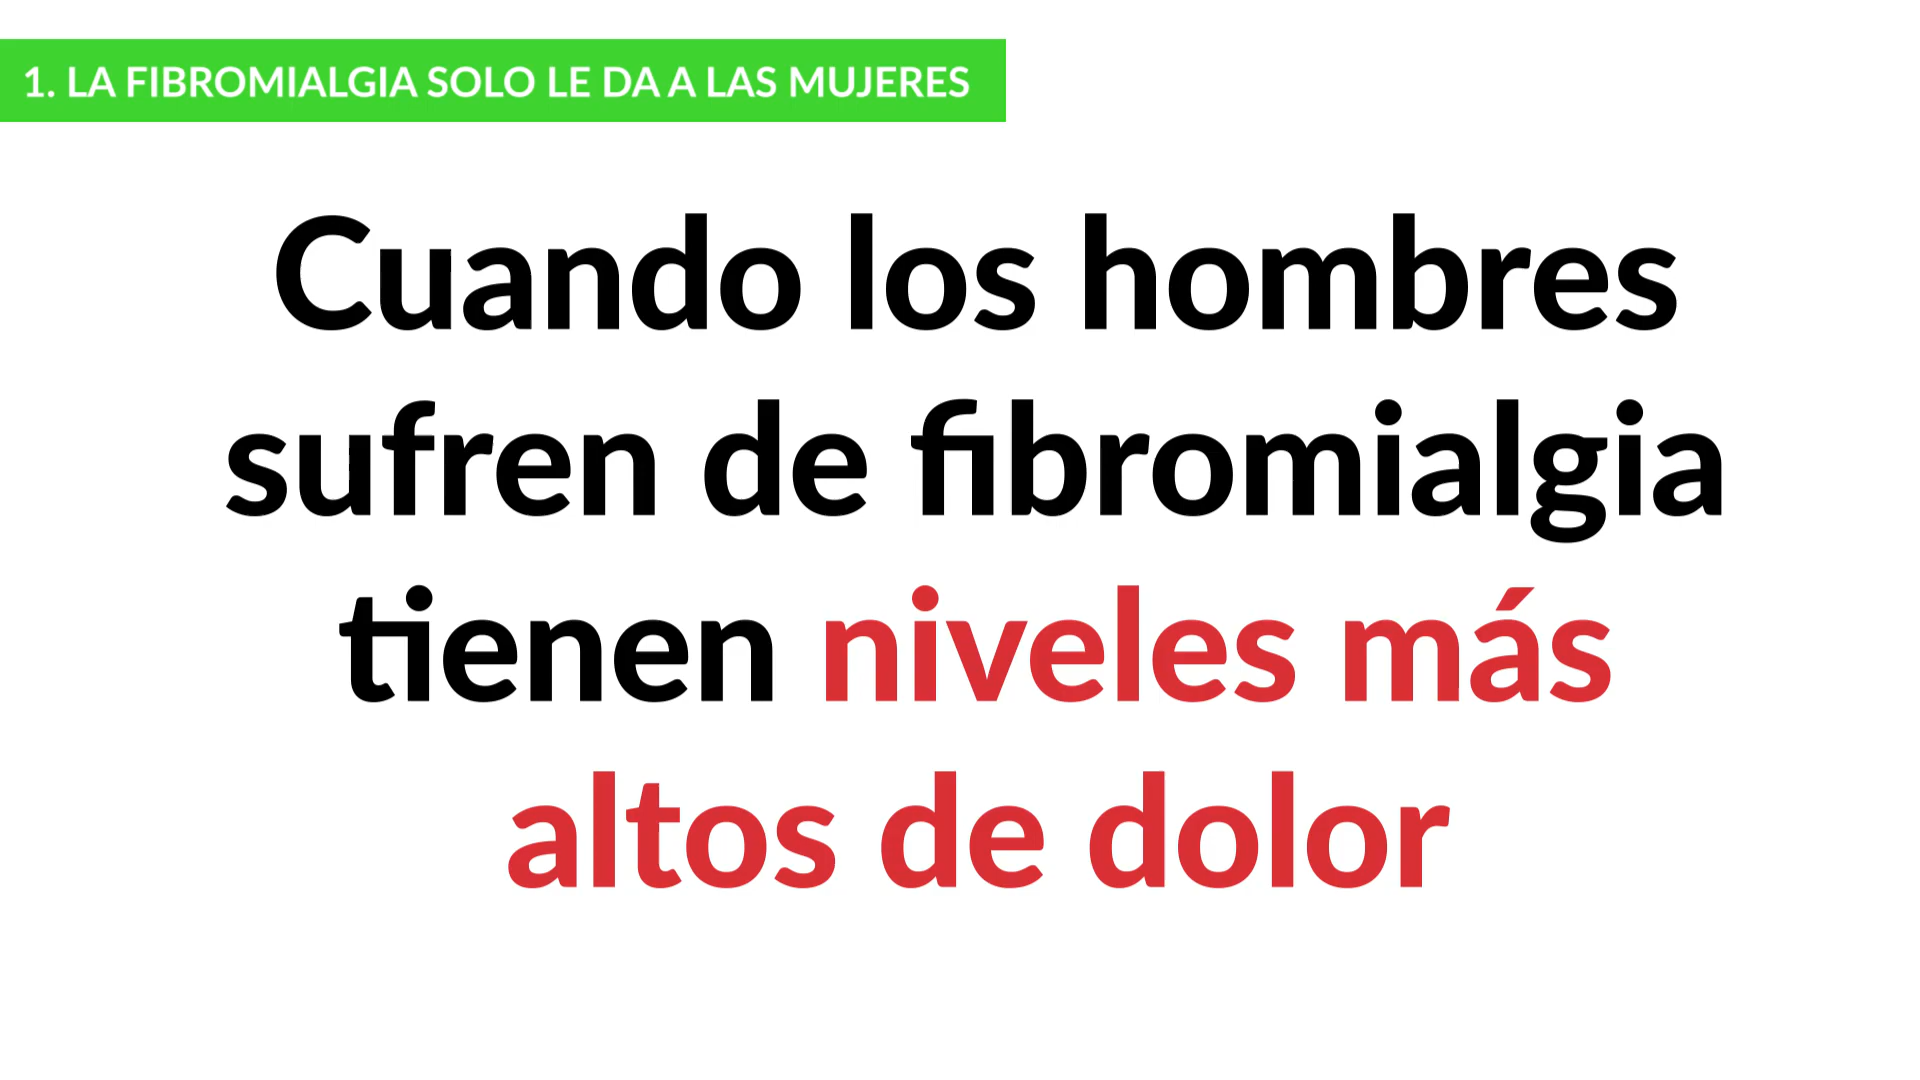 1. LA FIBROMIALGIA SOLO LE DA A LAS MUJERES
Cuando los hombres
sufren de fibromialgia
tienen niveles más
altos de dolor